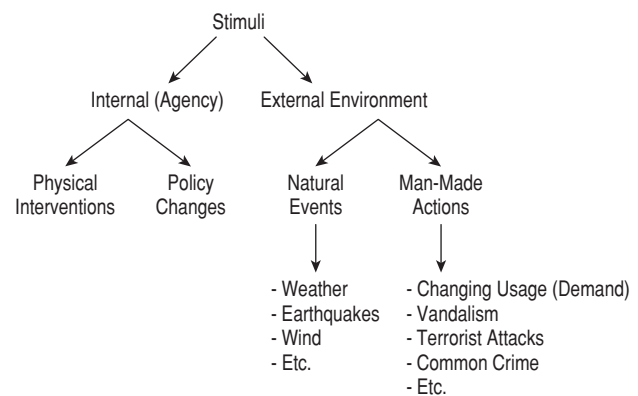 Stimuli
Internal (Agency)
External Environment
Physical
Interventions
Policy
Changes
Natural
Events
Man-Made
Actions
- Weather
- Earthquakes
- Wind
- Etc.
- Changing Usage (Demand)
- Vandalism
- Terrorist Attacks
- Common Crime
- Etc.